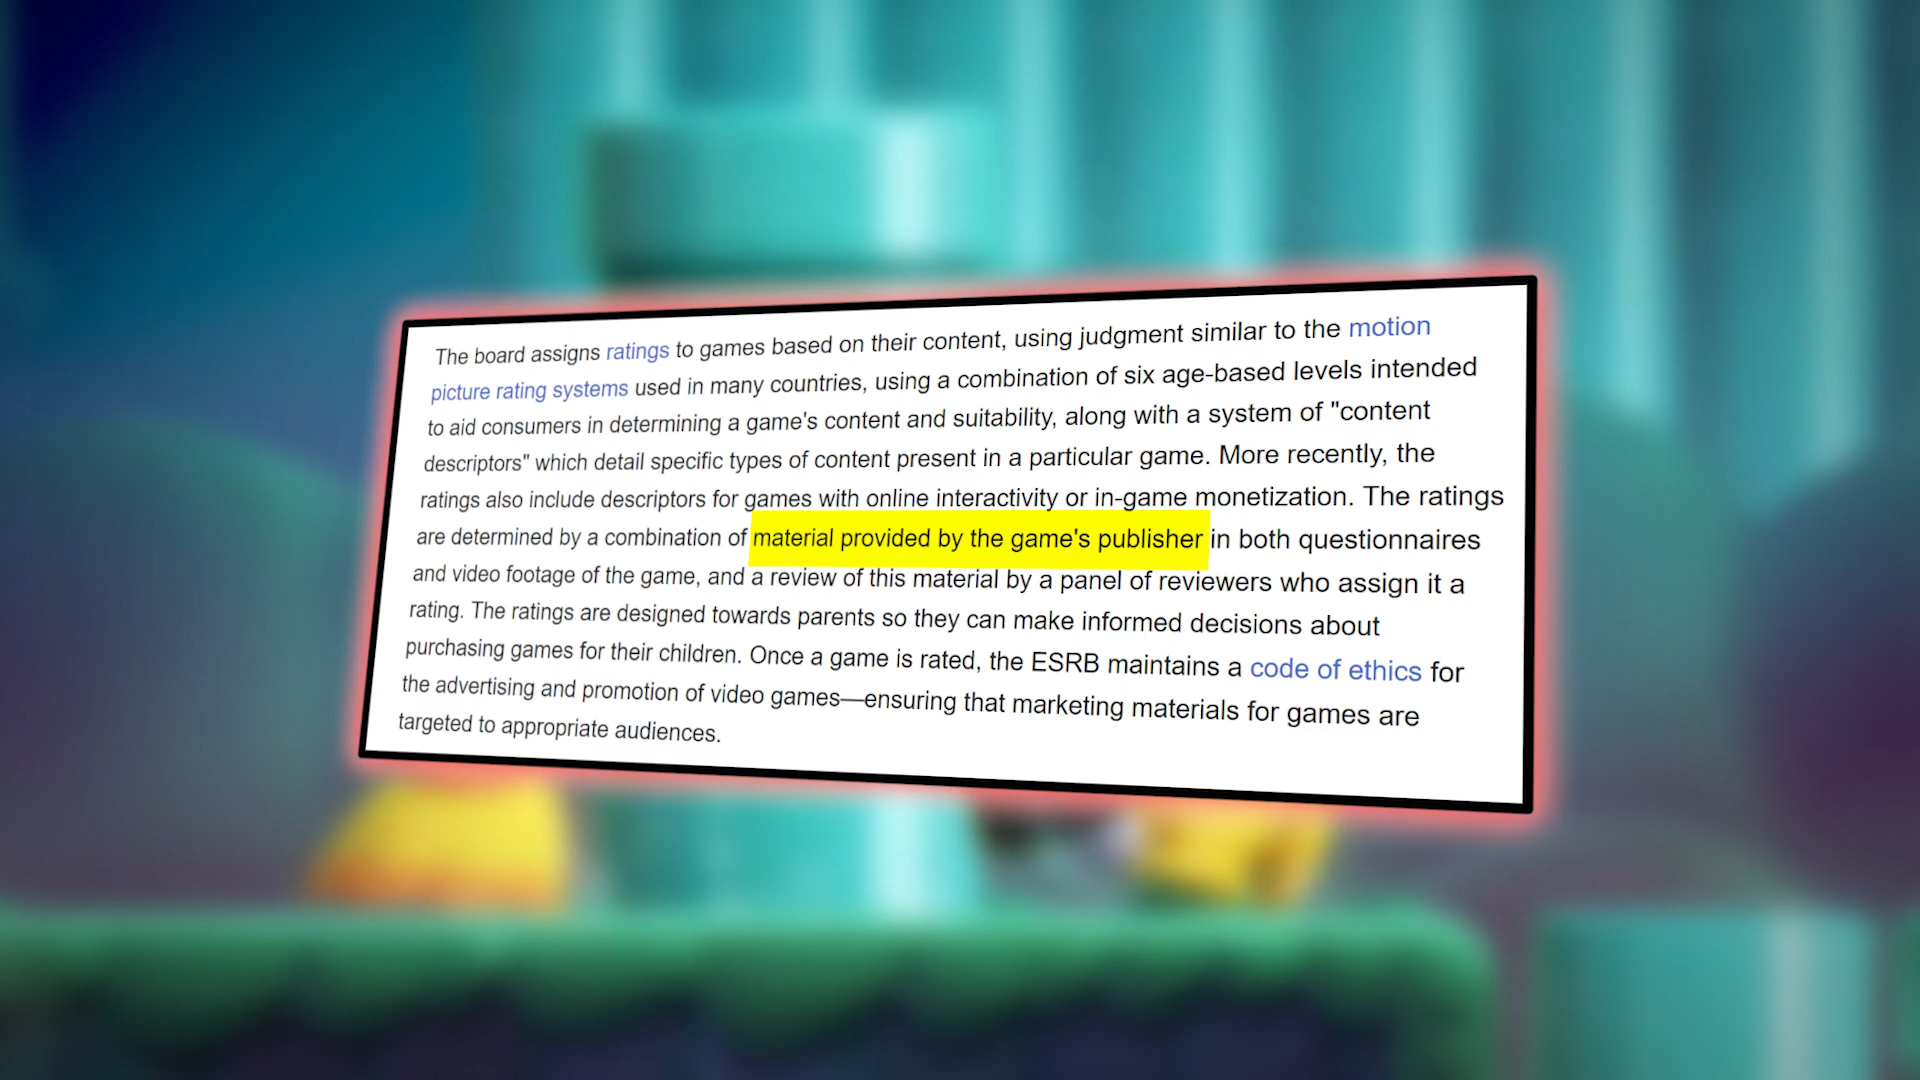 The board assigns ratings to games based on their content, using judgment similar to the motion
picture rating systems used in many countries, using a combination of six age-based levels intended
to aid consumers in determining a game's content and suitability, along with a system of "content
descriptors" which detail specific types of content present in a particular game. More recently, the
ratings also include descriptors for games with online interactivity or in-game monetization. The ratings
are determined by a combination of material provided by the game's publisher in both questionnaires
and video footage of the game, and a review of this material by a panel of reviewers who assign it a
rating. The ratings are designed towards parents so they can make informed decisions about
purchasing games for their children. Once a game is rated, the ESRB maintains a code of ethics for
the advertising and promotion of video games—ensuring that marketing materials for games are
targeted to appropriate audiences.